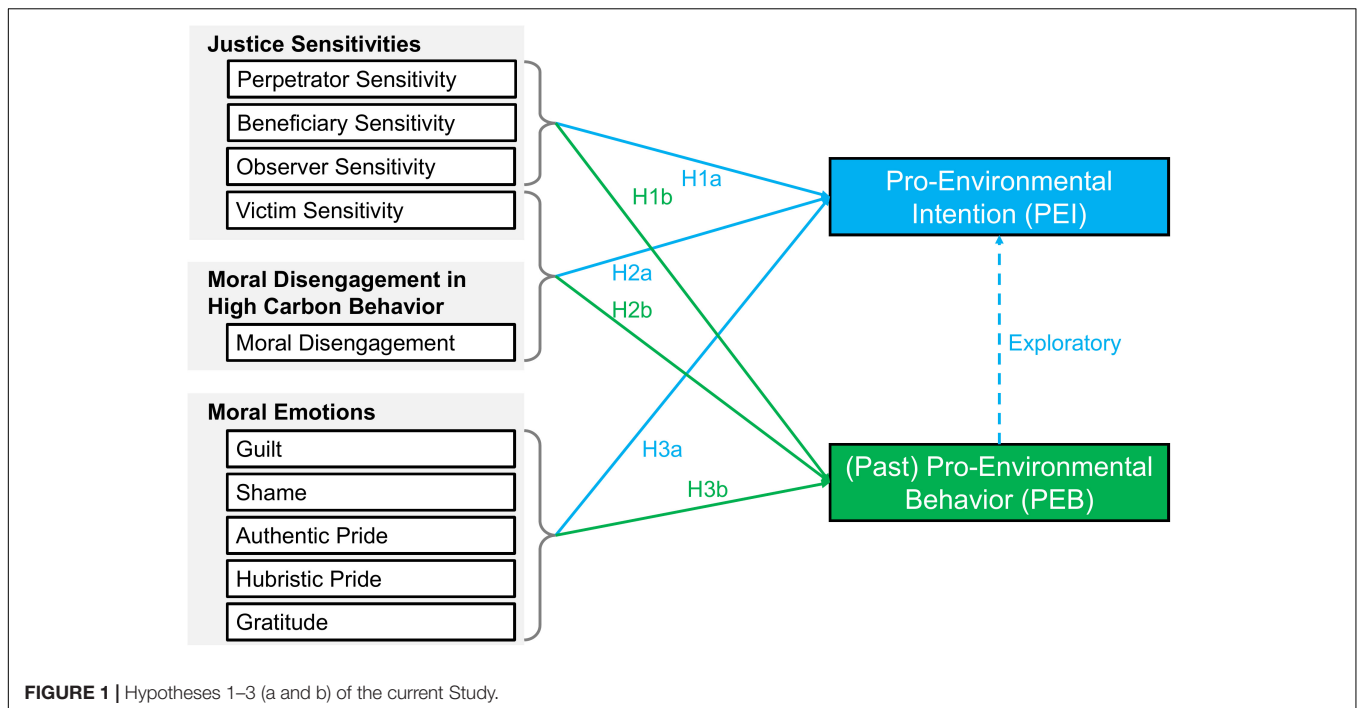 Justice Sensitivities
Perpetrator Sensitivity
Beneficiary Sensitivity
Observer Sensitivity
Victim Sensitivity
Moral Disengagement in
High Carbon Behavior
Moral Disengagement
Moral Emotions
Guilt
Shame
Authentic Pride
Hubristic Pride
Gratitude
H1a
H1b
H2a
H2b
H3a
H3b
Pro-Environmental
Intention (PEI)
Exploratory
(Past) Pro-Environmental
Behavior (PEB)
FIGURE 1 | Hypotheses 1–3 (a and b) of the current Study.